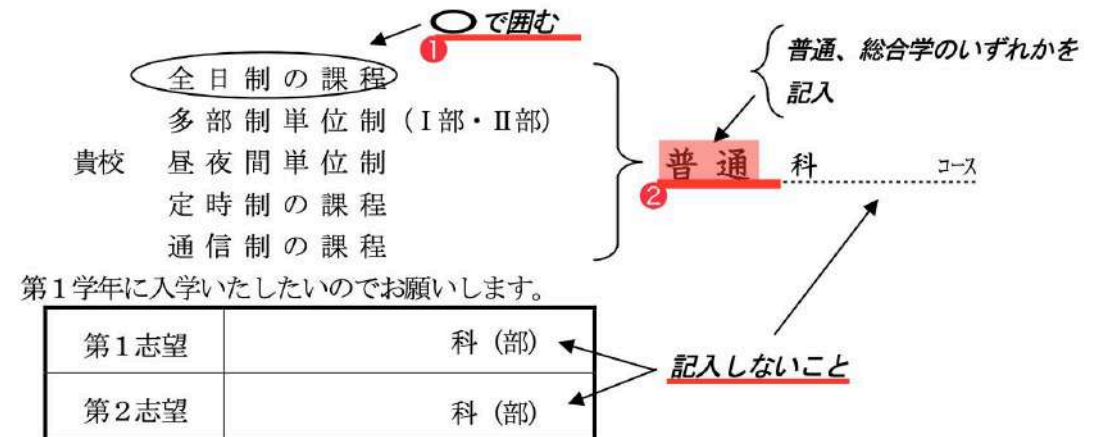 〇で囲む
❶
普通、総合学のいずれかを
記入
全日制の課程
多部制単位制(Ⅰ部・Ⅱ部)
貴校 昼夜間単位制
定時制の課程
通信制の課程
普通 科 コース
❷
第1学年に入学いたしたいのでお願いします。
第1志望 科(部)
第2志望 科(部)
記入しないこと